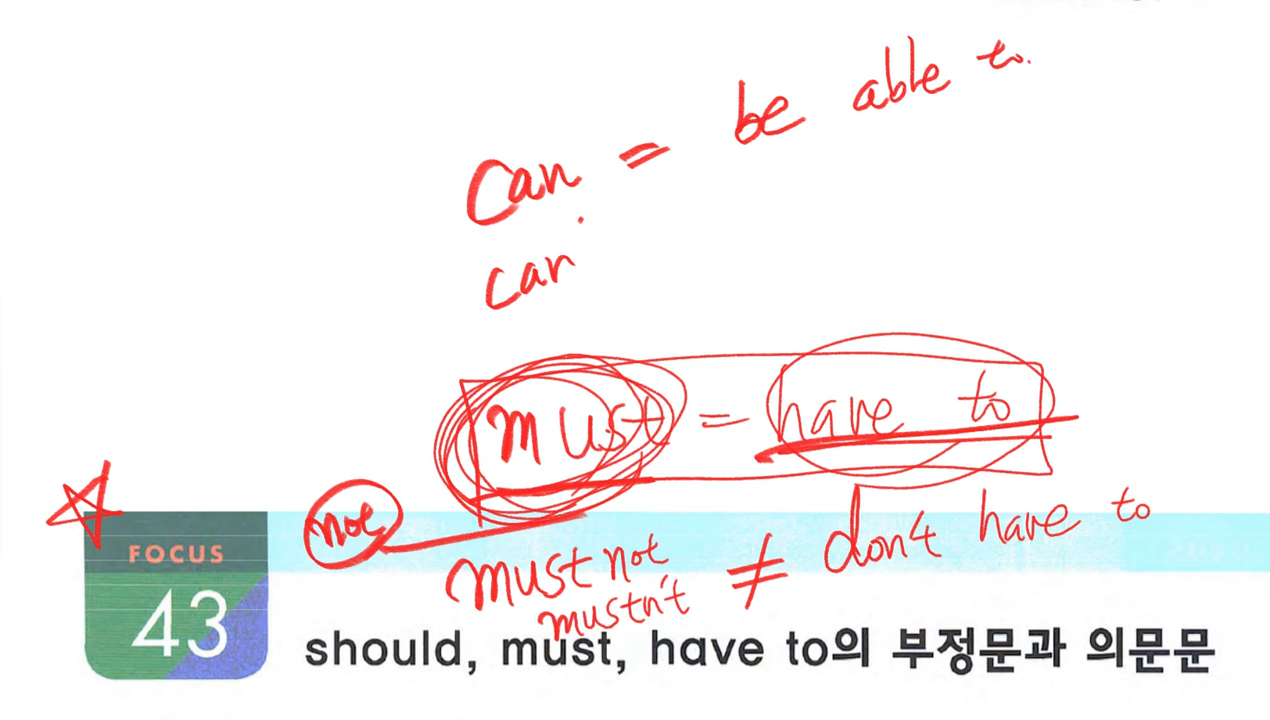 can = be able to.
can
must = have to
not
must not ≠ don't have to
mustn't
FOCUS
43
should, must, have to의 부정문과 의문문